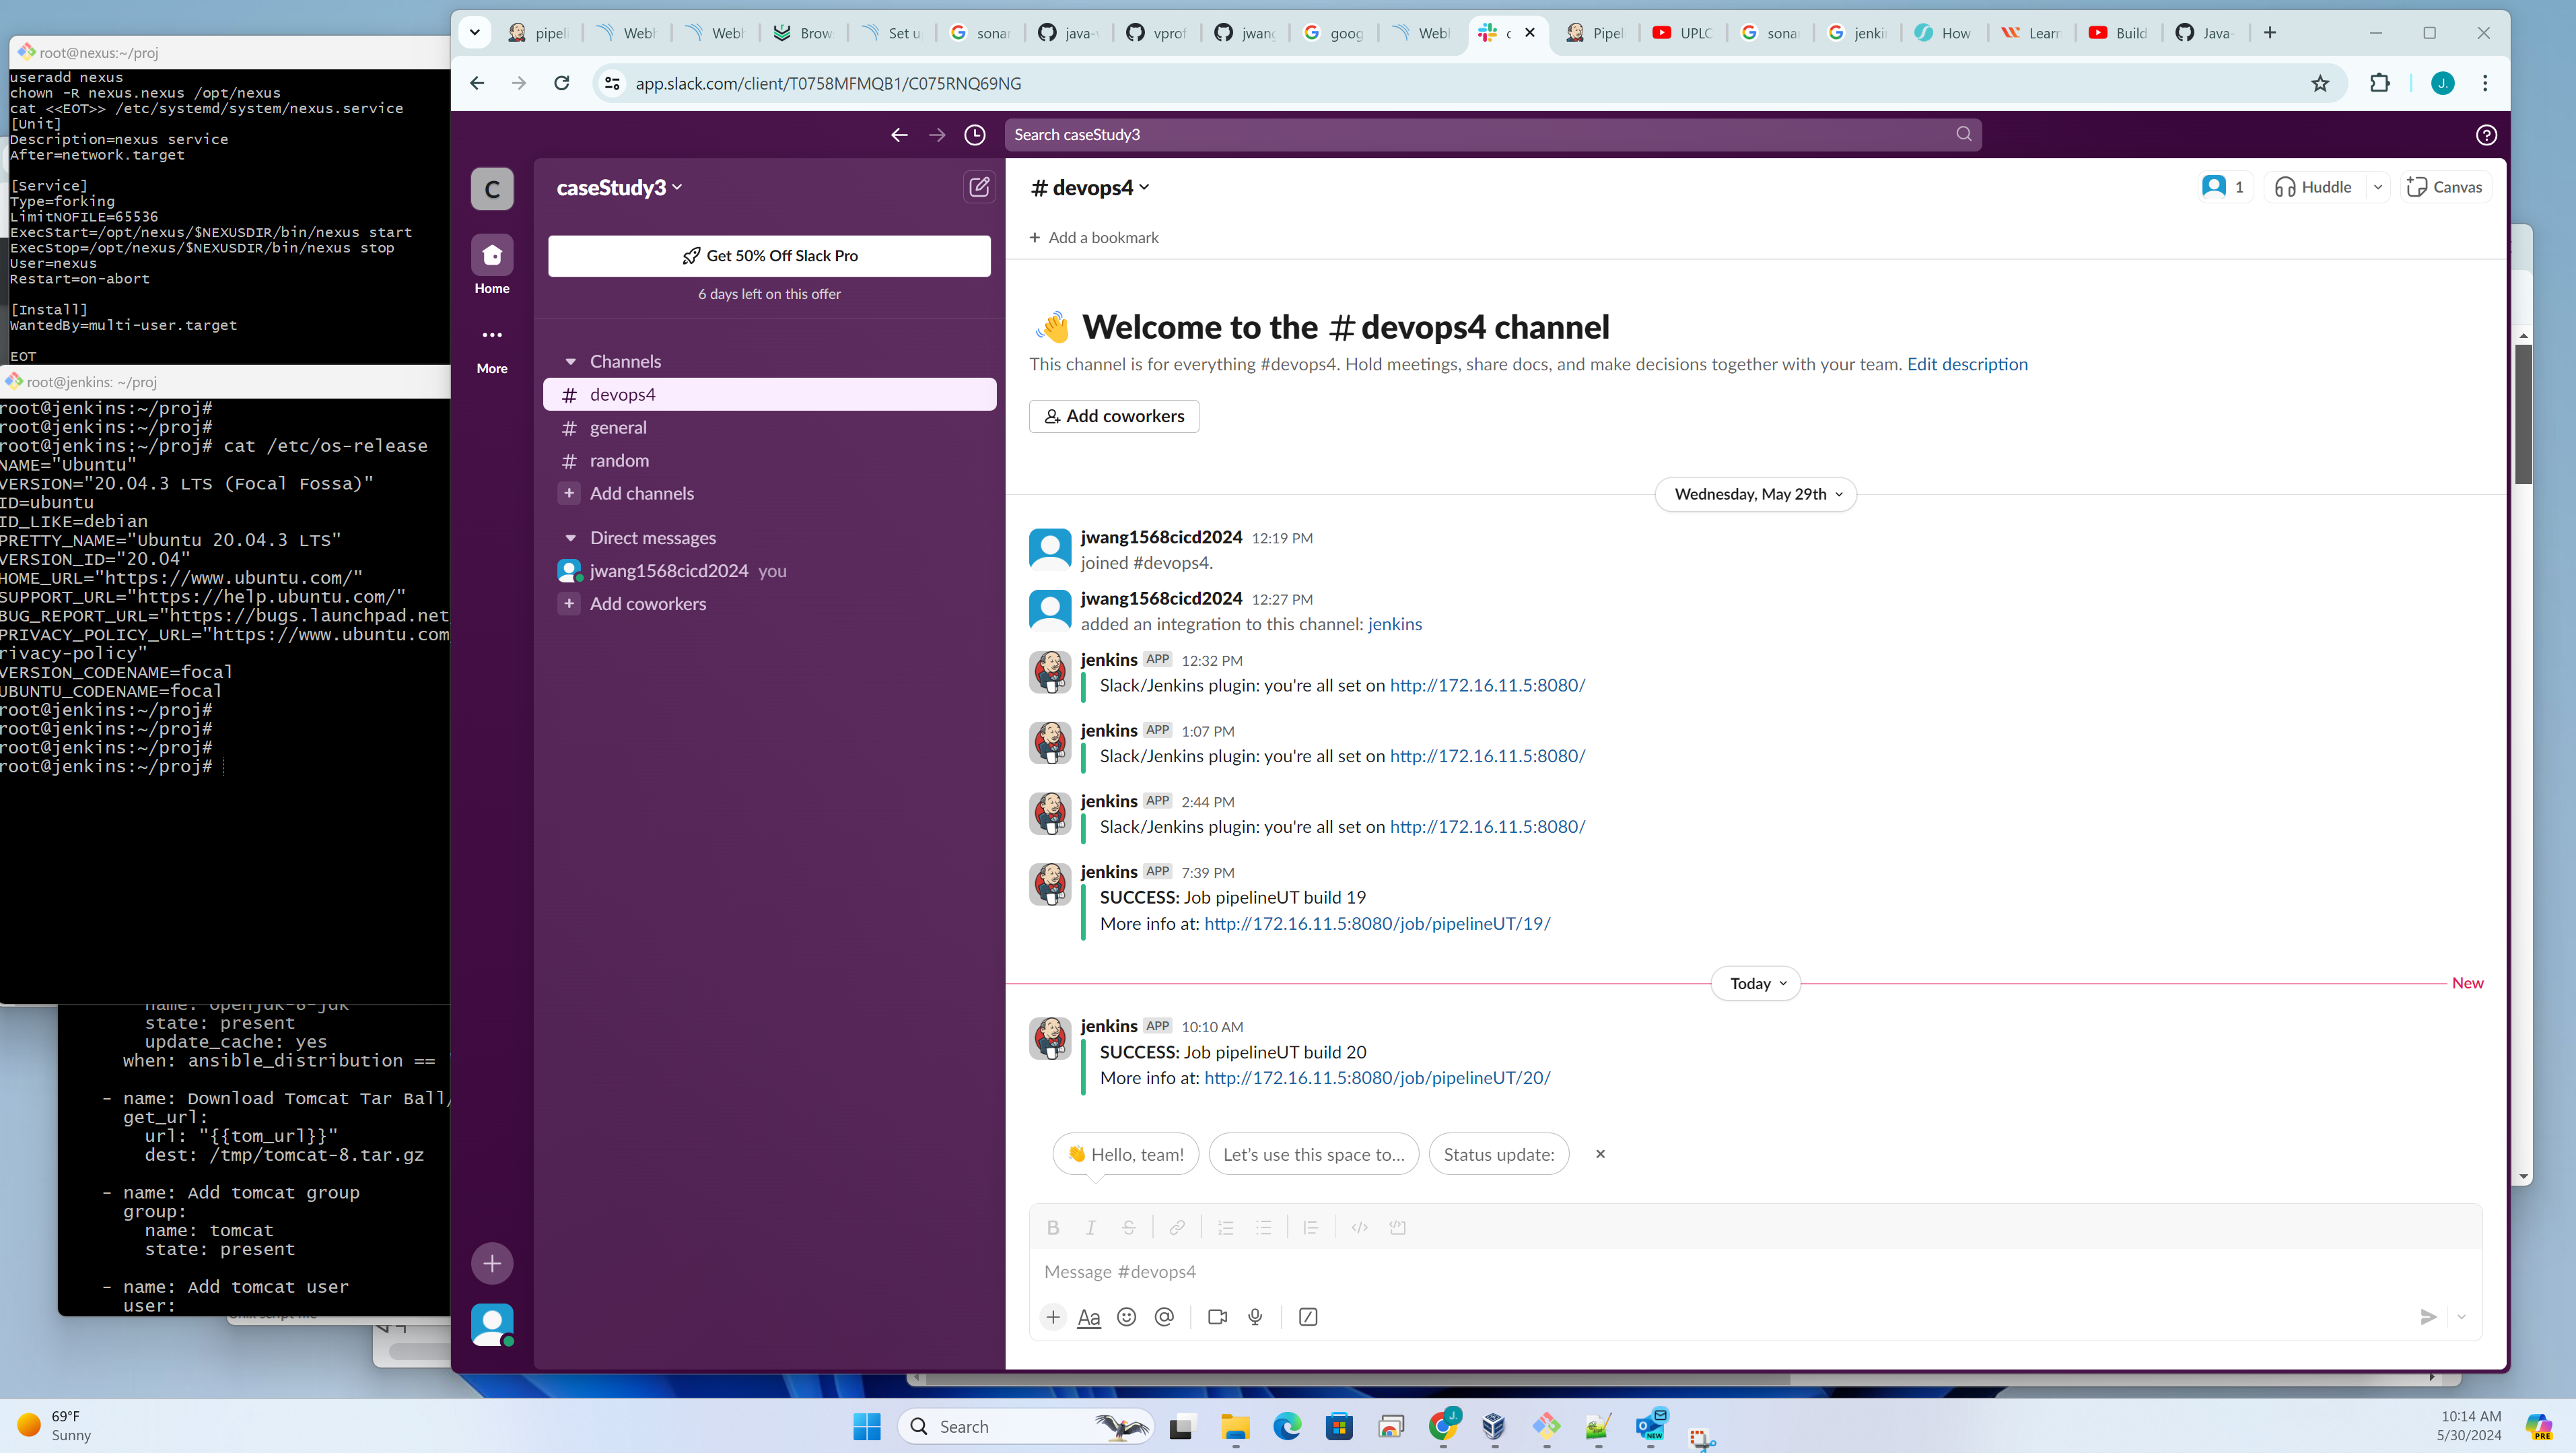 root@nexus:~/proj
useradd nexus
chown -R nexus.nexus /opt/nexus
cat <<EOT>> /etc/systemd/system/nexus.service
[Unit]
Description=nexus service
After=network.target
[Service]
Type=forking
LimitNOFILE=65536
ExecStart=/opt/nexus/$NEXUSDIR/bin/nexus start
ExecStop=/opt/nexus/$NEXUSDIR/bin/nexus stop
User=nexus
Restart=on-abort
[Install]
WantedBy=multi-user.target
EOT
root@jenkins: ~/proj
root@jenkins:~/proj#
root@jenkins:~/proj#
root@jenkins:~/proj# cat /etc/os-release
NAME="Ubuntu"
VERSION="20.04.3 LTS (Focal Fossa)"
ID=ubuntu
ID_LIKE=debian
PRETTY_NAME="Ubuntu 20.04.3 LTS"
VERSION_ID="20.04"
HOME_URL="https://www.ubuntu.com/"
SUPPORT_URL="https://help.ubuntu.com/"
BUG_REPORT_URL="https://bugs.launchpad.net
PRIVACY_POLICY_URL="https://www.ubuntu.com
rivacy-policy"
VERSION_CODENAME=focal
UBUNTU_CODENAME=focal
root@jenkins:~/proj#
root@jenkins:~/proj#
root@jenkins:~/proj#
root@jenkins:~/proj#
name: openjdk-8-jdk
state: present
update_cache: yes
when: ansible_distribution ==
- name: Download Tomcat Tar Ball/
get_url:
url: "{{tom_url}}"
dest: /tmp/tomcat-8.tar.gz
- name: Add tomcat group
group:
name: tomcat
state: present
- name: Add tomcat user
user:
pipeli Webh Webh Brow Set u sonar java-v vprof jwang goog Webl c Pipel UPLO sonar jenki How Learn Build Java-
app.slack.com/client/T0758MFMQB1/C075RNQ69NG
Search caseStudy3
C
Home
More
caseStudy3
Get 50% Off Slack Pro
6 days left on this offer
Channels
# devops4
# general
# random
+ Add channels
Direct messages
jwang1568cicd2024 you
+ Add coworkers
# devops4
1 Huddle Canvas
+ Add a bookmark
👋 Welcome to the # devops4 channel
This channel is for everything #devops4. Hold meetings, share docs, and make decisions together with your team. Edit description
Add coworkers
Wednesday, May 29th
jwang1568cicd2024 12:19 PM
joined #devops4.
jwang1568cicd2024 12:27 PM
added an integration to this channel: jenkins
jenkins APP 12:32 PM
Slack/Jenkins plugin: you're all set on http://172.16.11.5:8080/
jenkins APP 1:07 PM
Slack/Jenkins plugin: you're all set on http://172.16.11.5:8080/
jenkins APP 2:44 PM
Slack/Jenkins plugin: you're all set on http://172.16.11.5:8080/
jenkins APP 7:39 PM
SUCCESS: Job pipelineUT build 19
More info at: http://172.16.11.5:8080/job/pipelineUT/19/
Today
New
jenkins APP 10:10 AM
SUCCESS: Job pipelineUT build 20
More info at: http://172.16.11.5:8080/job/pipelineUT/20/
👋 Hello, team! Let's use this space to... Status update:
Message #devops4
Aa
69°F
Sunny
Search
10:14 AM
5/30/2024